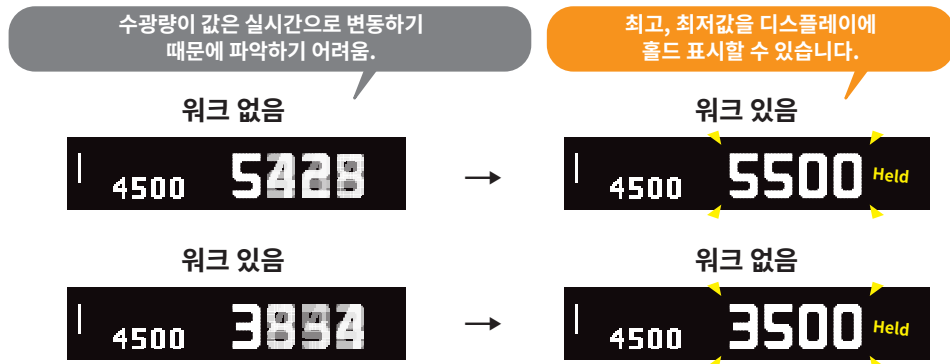 수광량이 값은 실시간으로 변동하기
때문에 파악하기 어려움.
최고, 최저값을 디스플레이에
홀드 표시할 수 있습니다.
워크 없음
워크 있음
4500 5428
→
4500 5500 Held
워크 있음
워크 없음
4500
→
4500 3500 Held